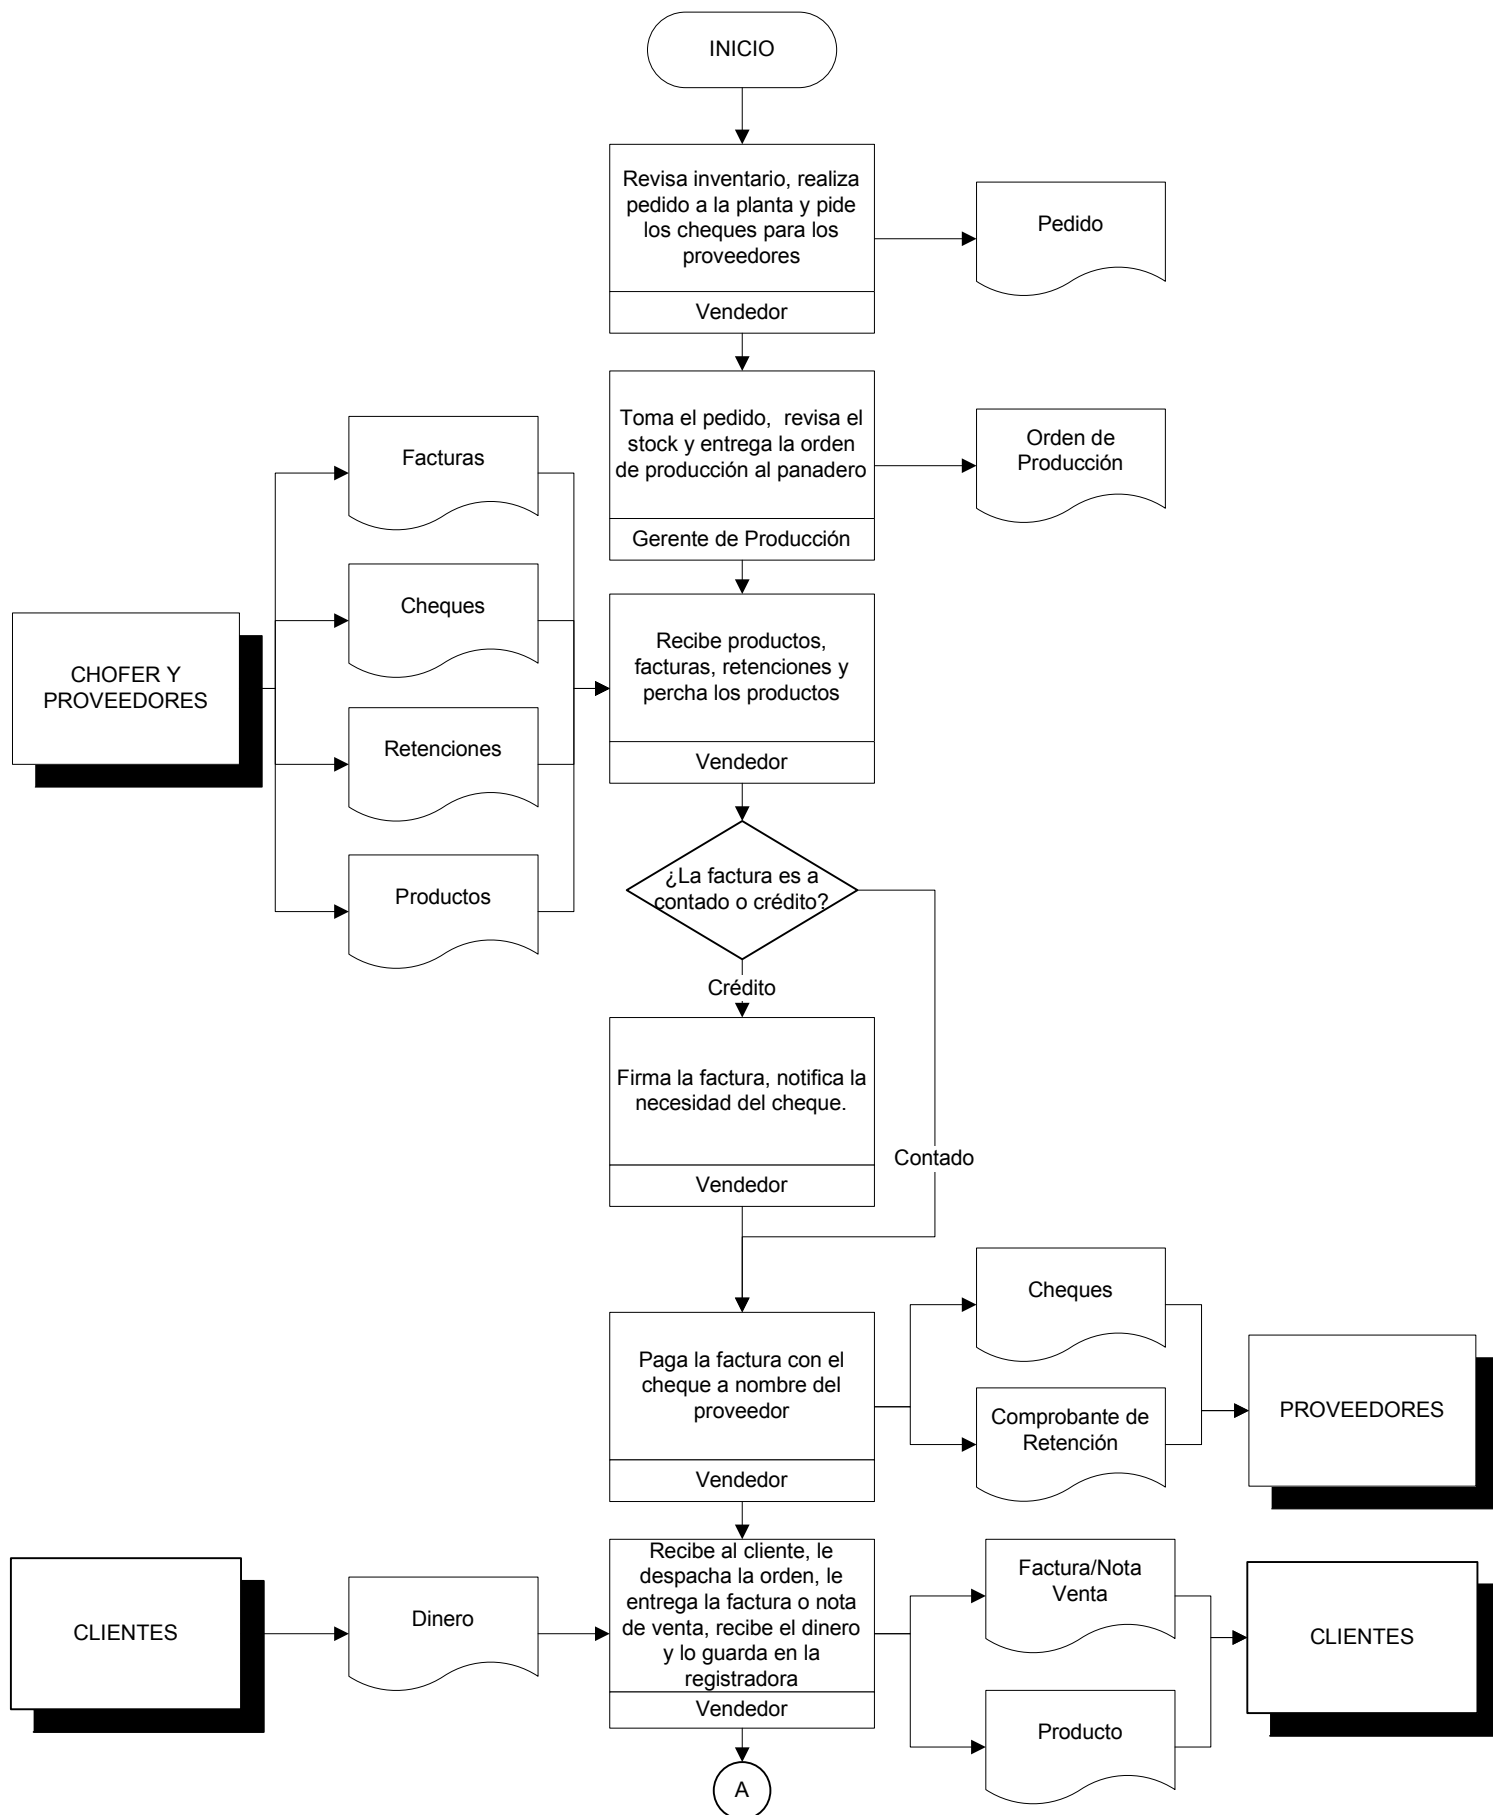 INICIO
Revisa inventario, realiza
pedido a la planta y pide
los cheques para los
proveedores
Vendedor
Pedido
Toma el pedido, revisa el
stock y entrega la orden
de producción al panadero
Gerente de Producción
Orden de
Producción
Facturas
Cheques
Retenciones
Productos
CHOFER Y
PROVEEDORES
Recibe productos,
facturas, retenciones y
percha los productos
Vendedor
¿La factura es a
contado o crédito?
Crédito
Contado
Firma la factura, notifica la
necesidad del cheque.
Vendedor
Paga la factura con el
cheque a nombre del
proveedor
Vendedor
Cheques
Comprobante de
Retención
PROVEEDORES
CLIENTES
Dinero
Recibe al cliente, le
despacha la orden, le
entrega la factura o nota
de venta, recibe el dinero
y lo guarda en la
registradora
Vendedor
Factura/Nota
Venta
Producto
CLIENTES
A